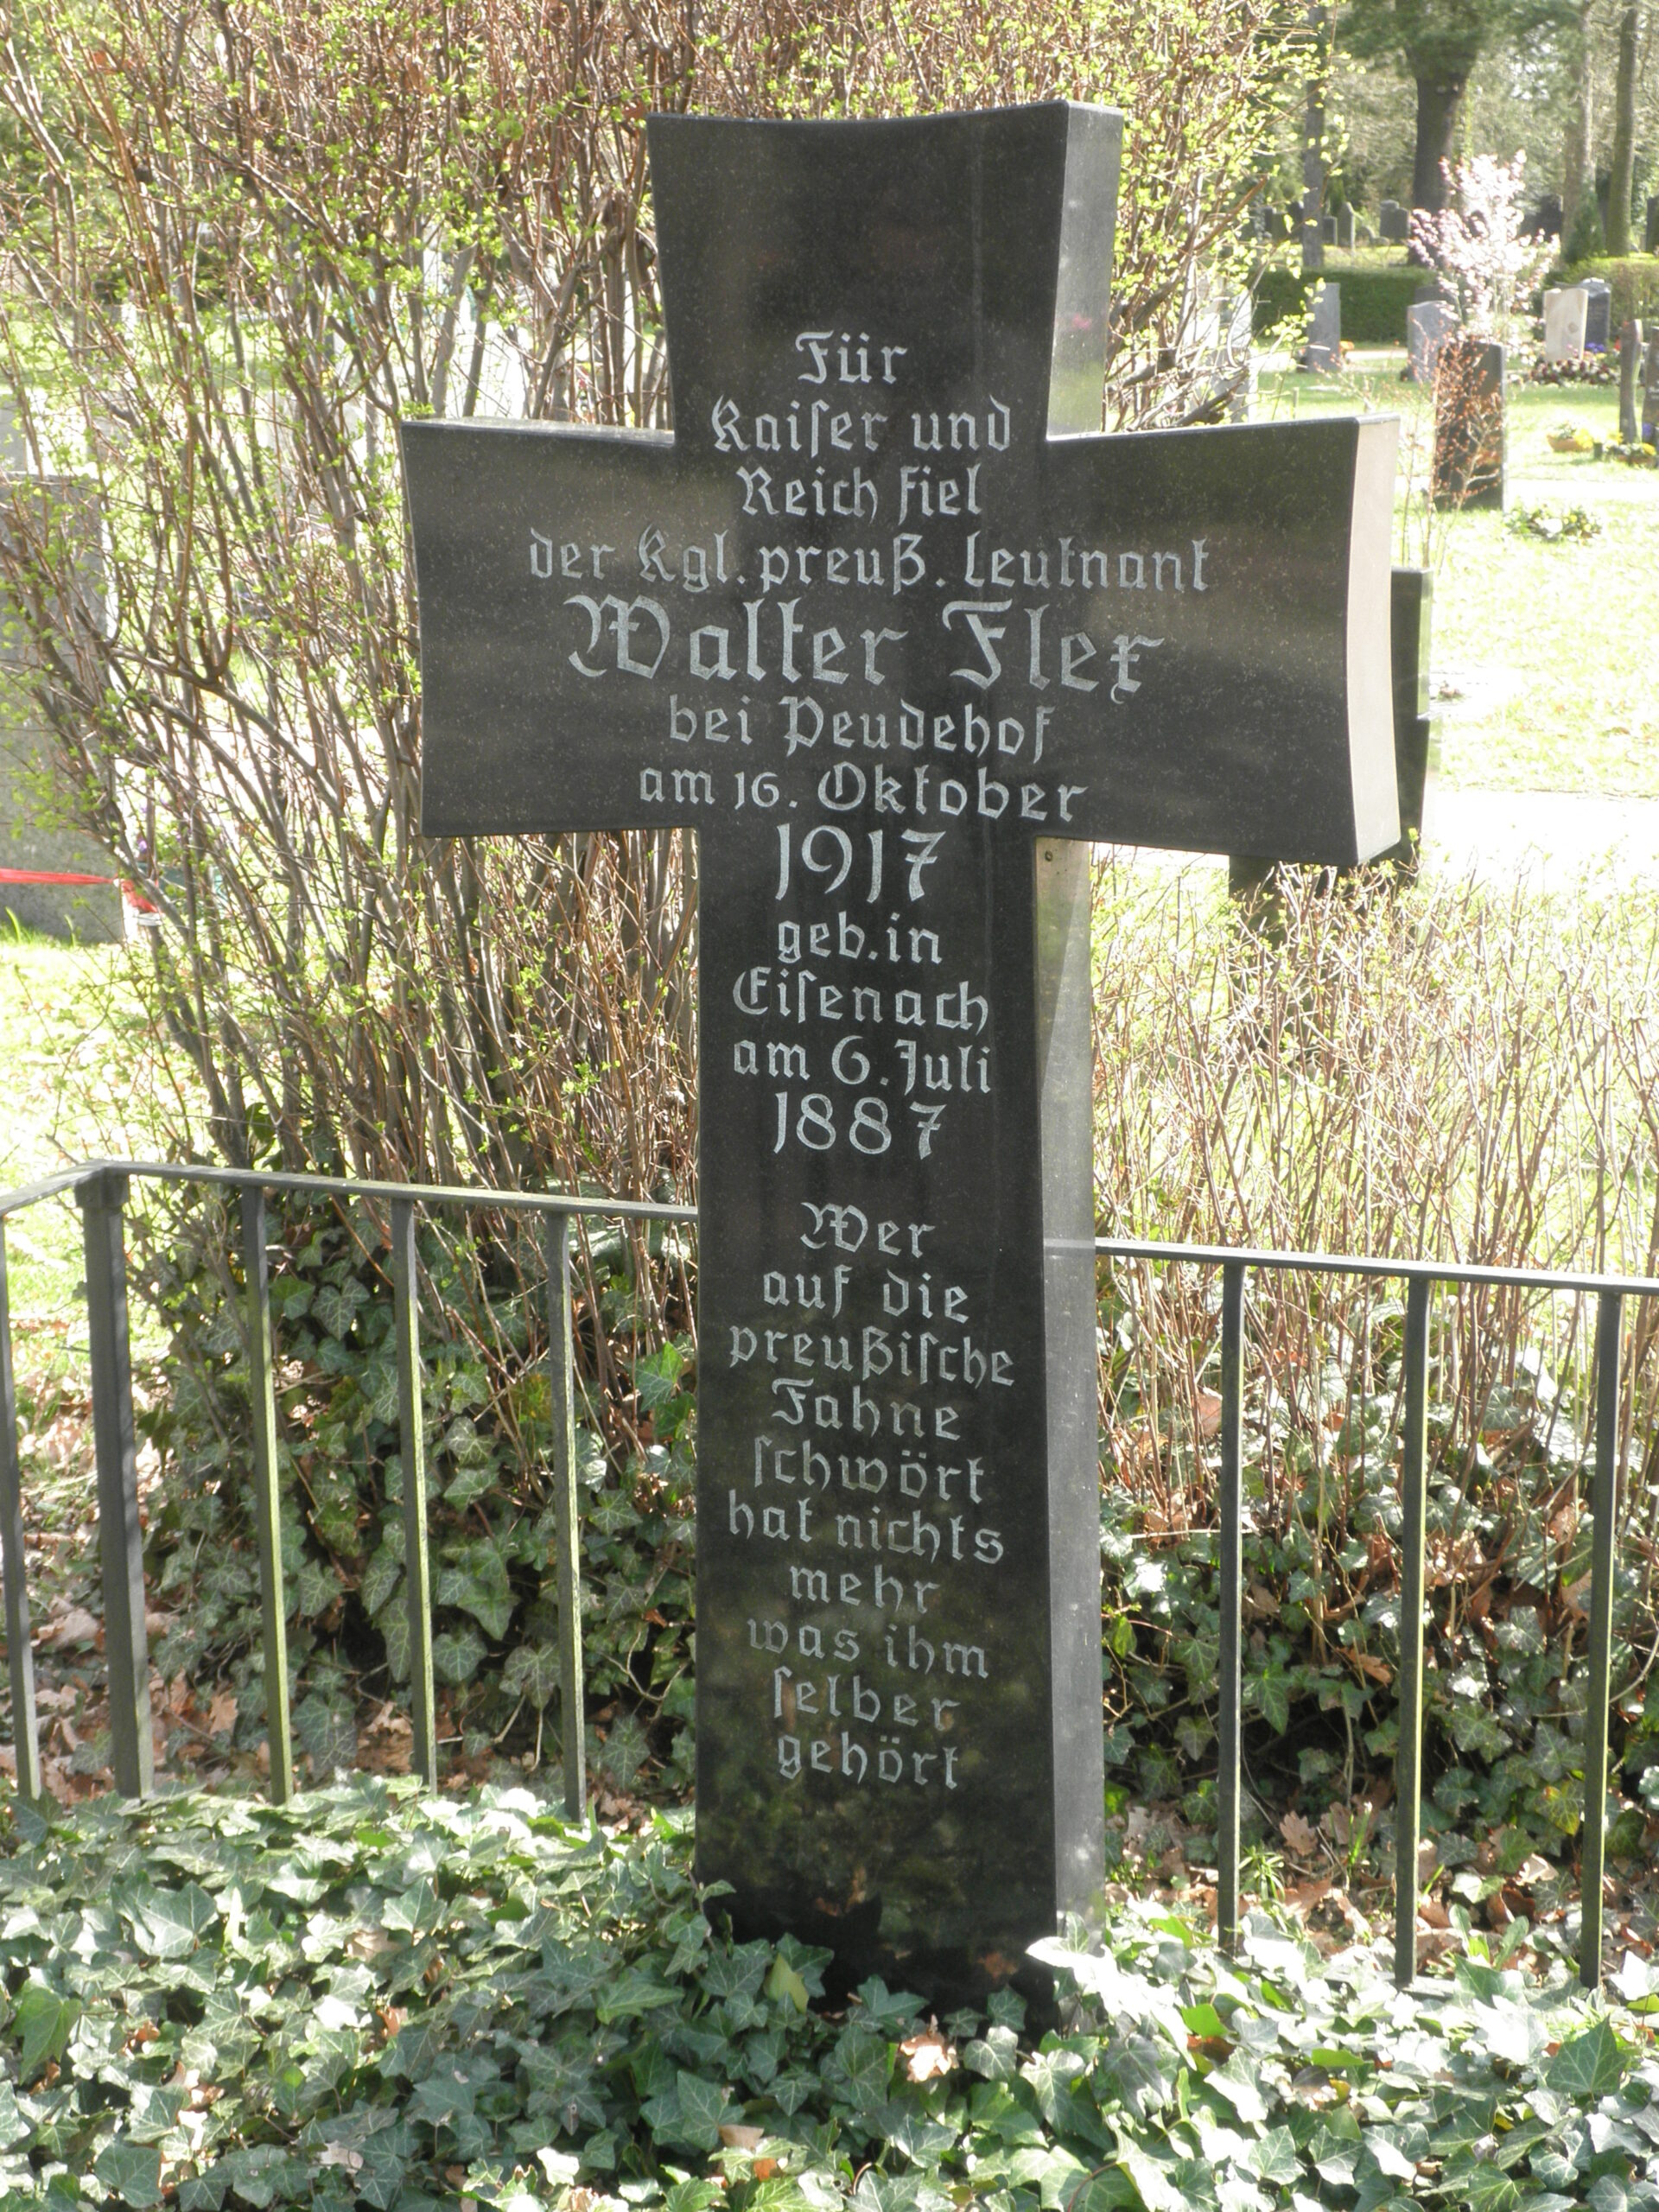 Für
Kaiſer und
Reich fiel
der Kgl. preuß. Leutnant
Walter Flex
bei Peudehof
am 16. Oktober
1917
geb. in
Eiſenach
am 6. Juli
1887
Wer
auf die
preußiſche
Fahne
ſchwört
hat nichts
mehr
was ihm
ſelber
gehört